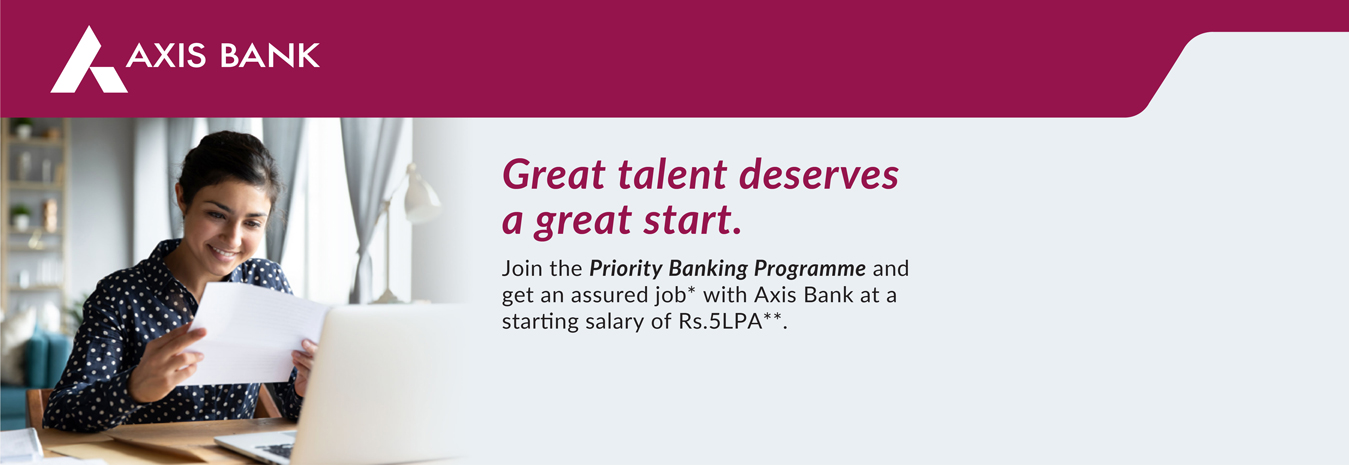 AXIS BANK
Great talent deserves
a great start.
Join the Priority Banking Programme and
get an assured job* with Axis Bank at a
starting salary of Rs.5LPA**.